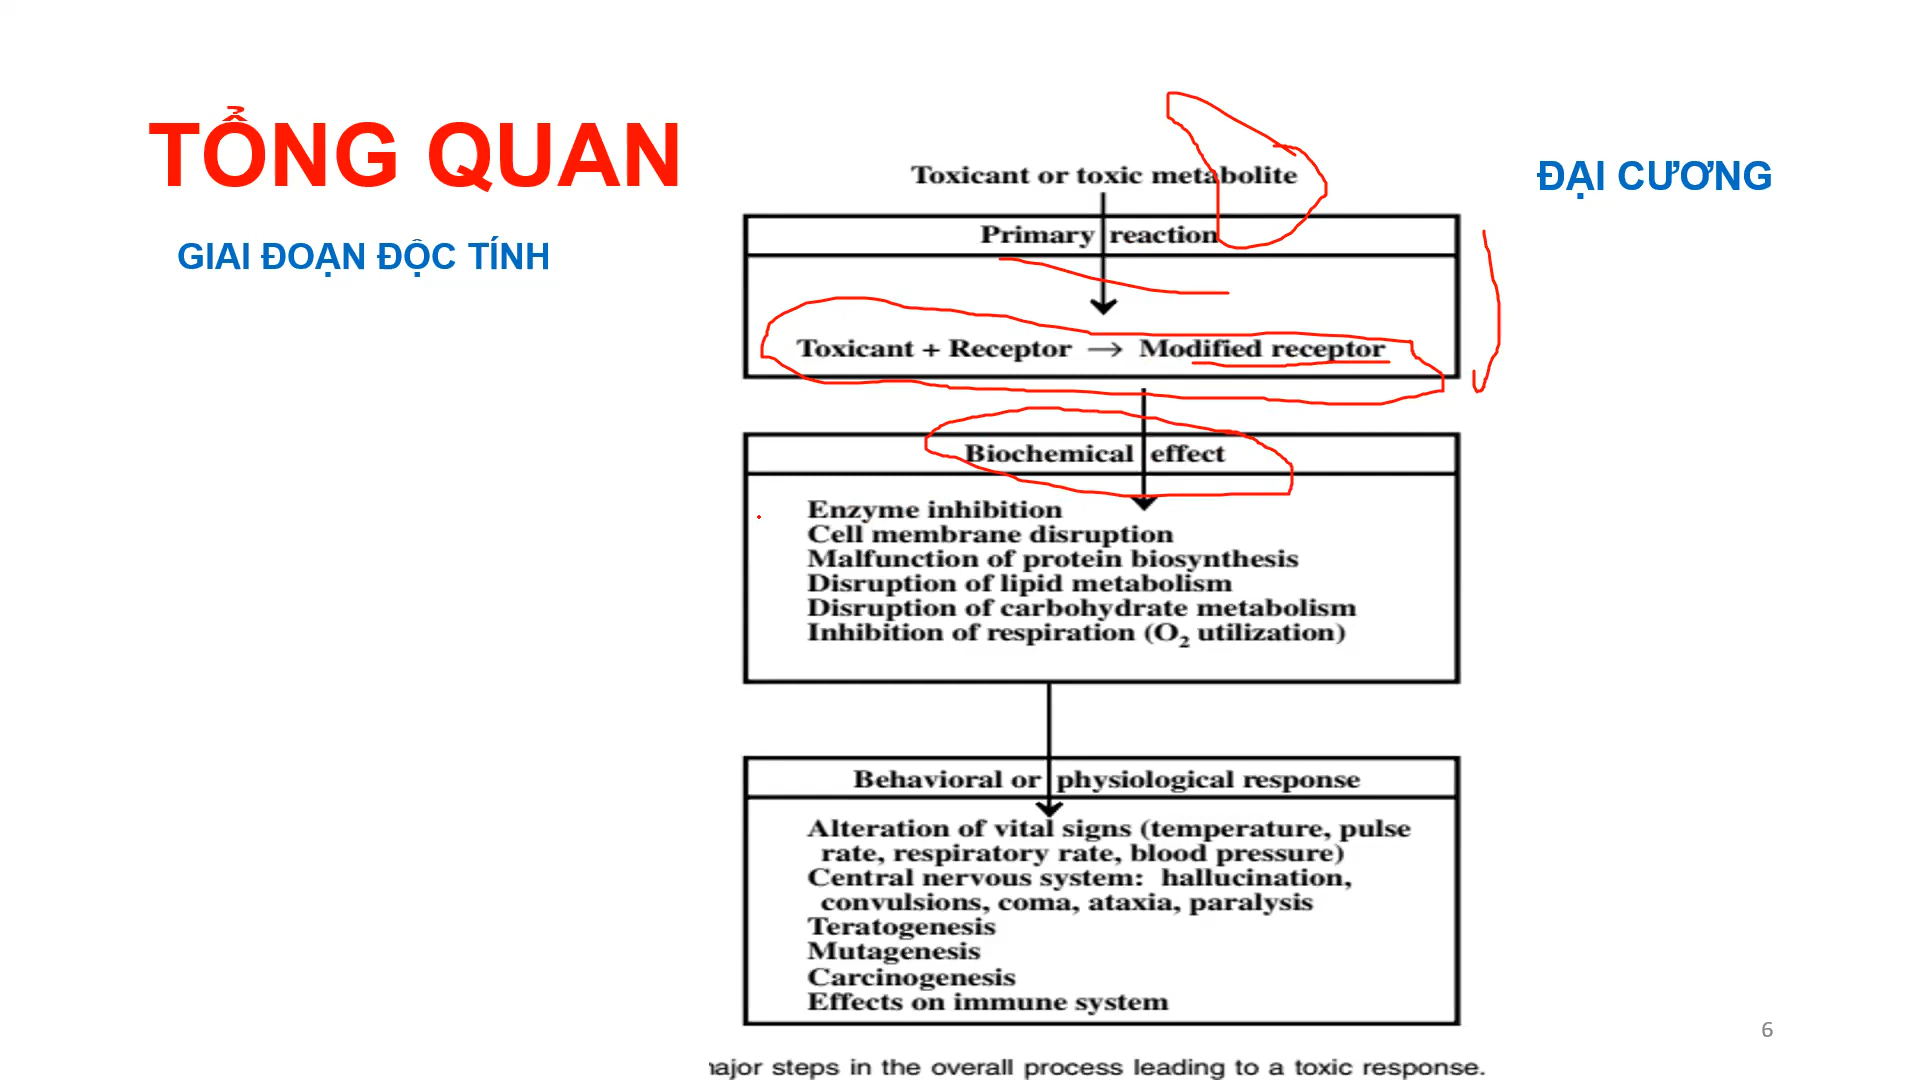 TỔNG QUAN
ĐẠI CƯƠNG
GIAI ĐOẠN ĐỘC TÍNH
Toxicant or toxic metabolite
Primary reaction
Toxicant + Receptor → Modified receptor
Biochemical effect
Enzyme inhibition
Cell membrane disruption
Malfunction of protein biosynthesis
Disruption of lipid metabolism
Disruption of carbohydrate metabolism
Inhibition of respiration (O₂ utilization)
Behavioral or physiological response
Alteration of vital signs (temperature, pulse
rate, respiratory rate, blood pressure)
Central nervous system: hallucination,
convulsions, coma, ataxia, paralysis
Teratogenesis
Mutagenesis
Carcinogenesis
Effects on immune system
steps in the overall process leading to a toxic response.
6